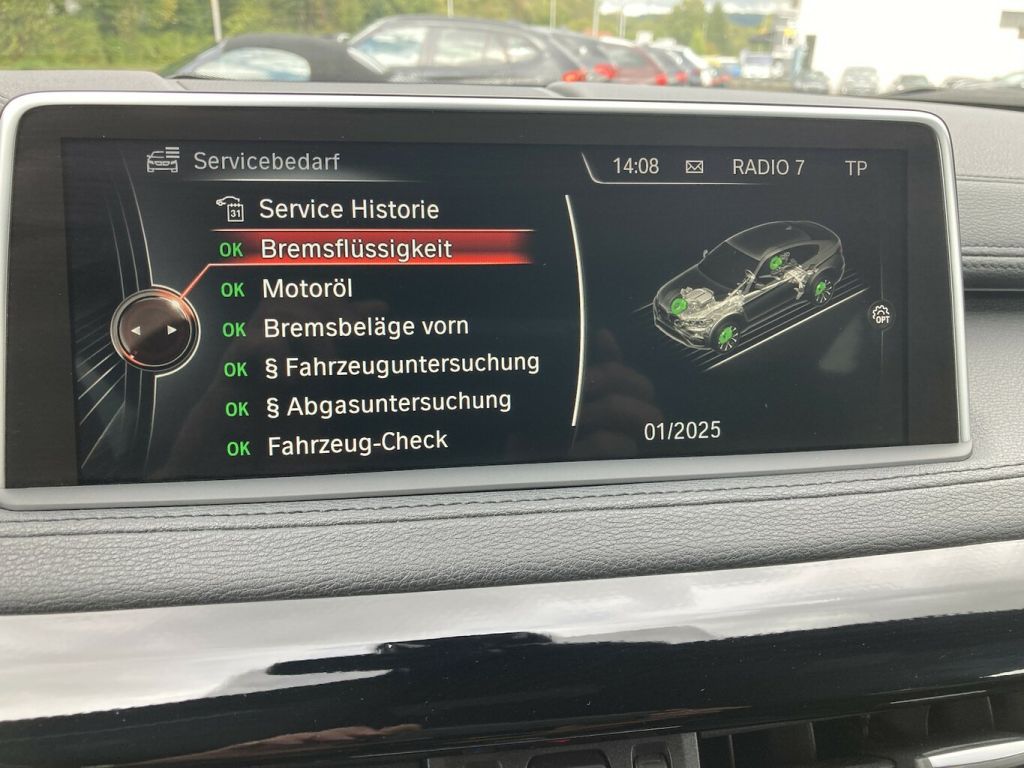 Servicebedarf
14:08 RADIO 7 TP
31 Service Historie
OK Bremsflüssigkeit
OK Motoröl
OK Bremsbeläge vorn
OK § Fahrzeuguntersuchung
OK § Abgasuntersuchung
OK Fahrzeug-Check
OPT
01/2025